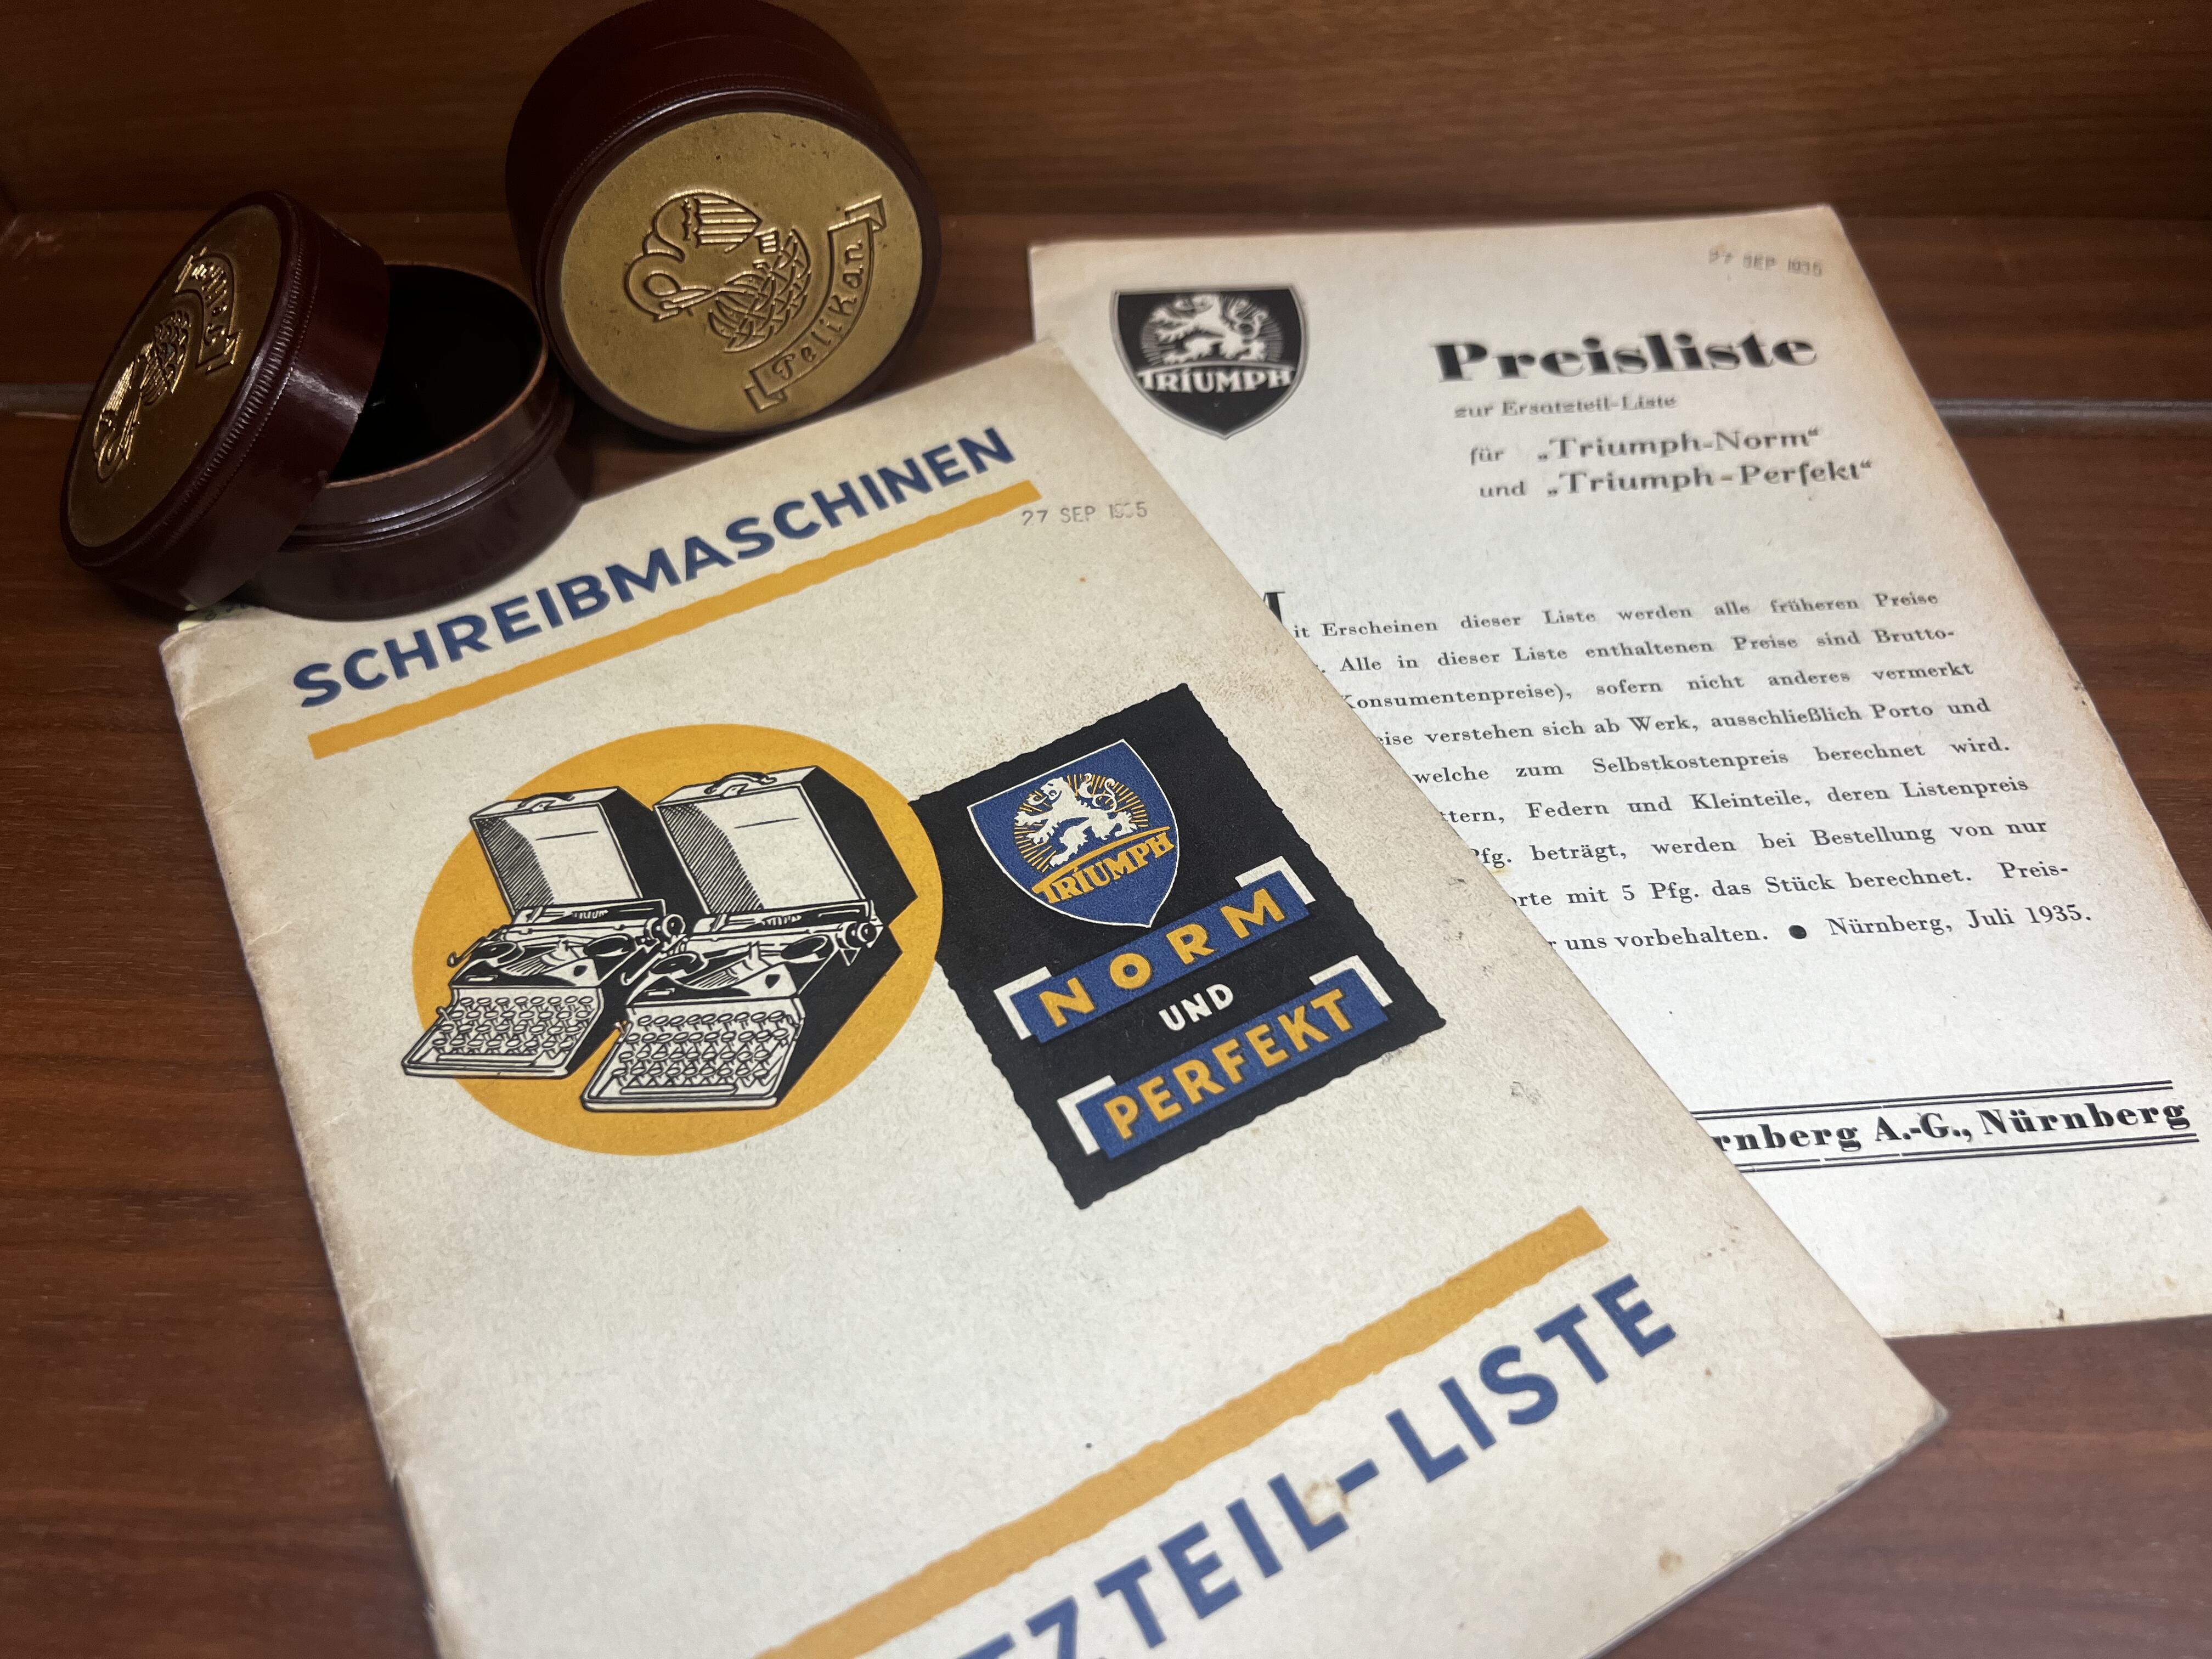 Pelikan
SCHREIBMASCHINEN
27 SEP 1935
TRIUMPH
NORM
UND
PERFEKT
TZTEIL-LISTE
SEP 1935
TRIUMPH
Preisliste
zur Ersatzteil-Liste
für „Triumph-Norm“
und „Triumph-Perfekt“
Mit Erscheinen dieser Liste werden alle früheren Preise
. Alle in dieser Liste enthaltenen Preise sind Brutto-
Konsumentenpreise), sofern nicht anderes vermerkt
eise verstehen sich ab Werk, ausschließlich Porto und
welche zum Selbstkostenpreis berechnet wird.
ttern, Federn und Kleinteile, deren Listenpreis
Pfg. beträgt, werden bei Bestellung von nur
orte mit 5 Pfg. das Stück berechnet. Preis-
r uns vorbehalten. ● Nürnberg, Juli 1935.
rnberg A.-G., Nürnberg